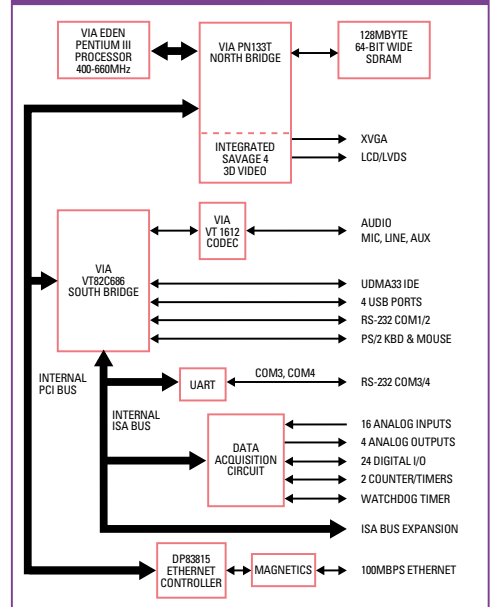 VIA EDEN
PENTIUM III
PROCESSOR
400-660MHz
VIA PN133T
NORTH BRIDGE
128MBYTE
64-BIT WIDE
SDRAM
INTEGRATED
SAVAGE 4
3D VIDEO
XVGA
LCD/LVDS
VIA
VT 1612
CODEC
AUDIO
MIC, LINE, AUX
VIA
VT82C686
SOUTH BRIDGE
UDMA33 IDE
4 USB PORTS
RS-232 COM1/2
PS/2 KBD & MOUSE
INTERNAL
PCI BUS
INTERNAL
ISA BUS
UART
COM3, COM4
RS-232 COM3/4
DATA
ACQUISITION
CIRCUIT
16 ANALOG INPUTS
4 ANALOG OUTPUTS
24 DIGITAL I/O
2 COUNTER/TIMERS
WATCHDOG TIMER
ISA BUS EXPANSION
DP83815
ETHERNET
CONTROLLER
MAGNETICS
100MBPS ETHERNET